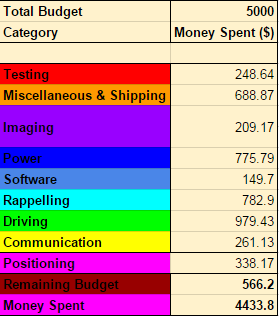 Total Budget 5000
Category Money Spent ($)
Testing 248.64
Miscellaneous & Shipping 688.87
Imaging 209.17
Power 775.79
Software 149.7
Rappelling 782.9
Driving 979.43
Communication 261.13
Positioning 338.17
Remaining Budget 566.2
Money Spent 4433.8